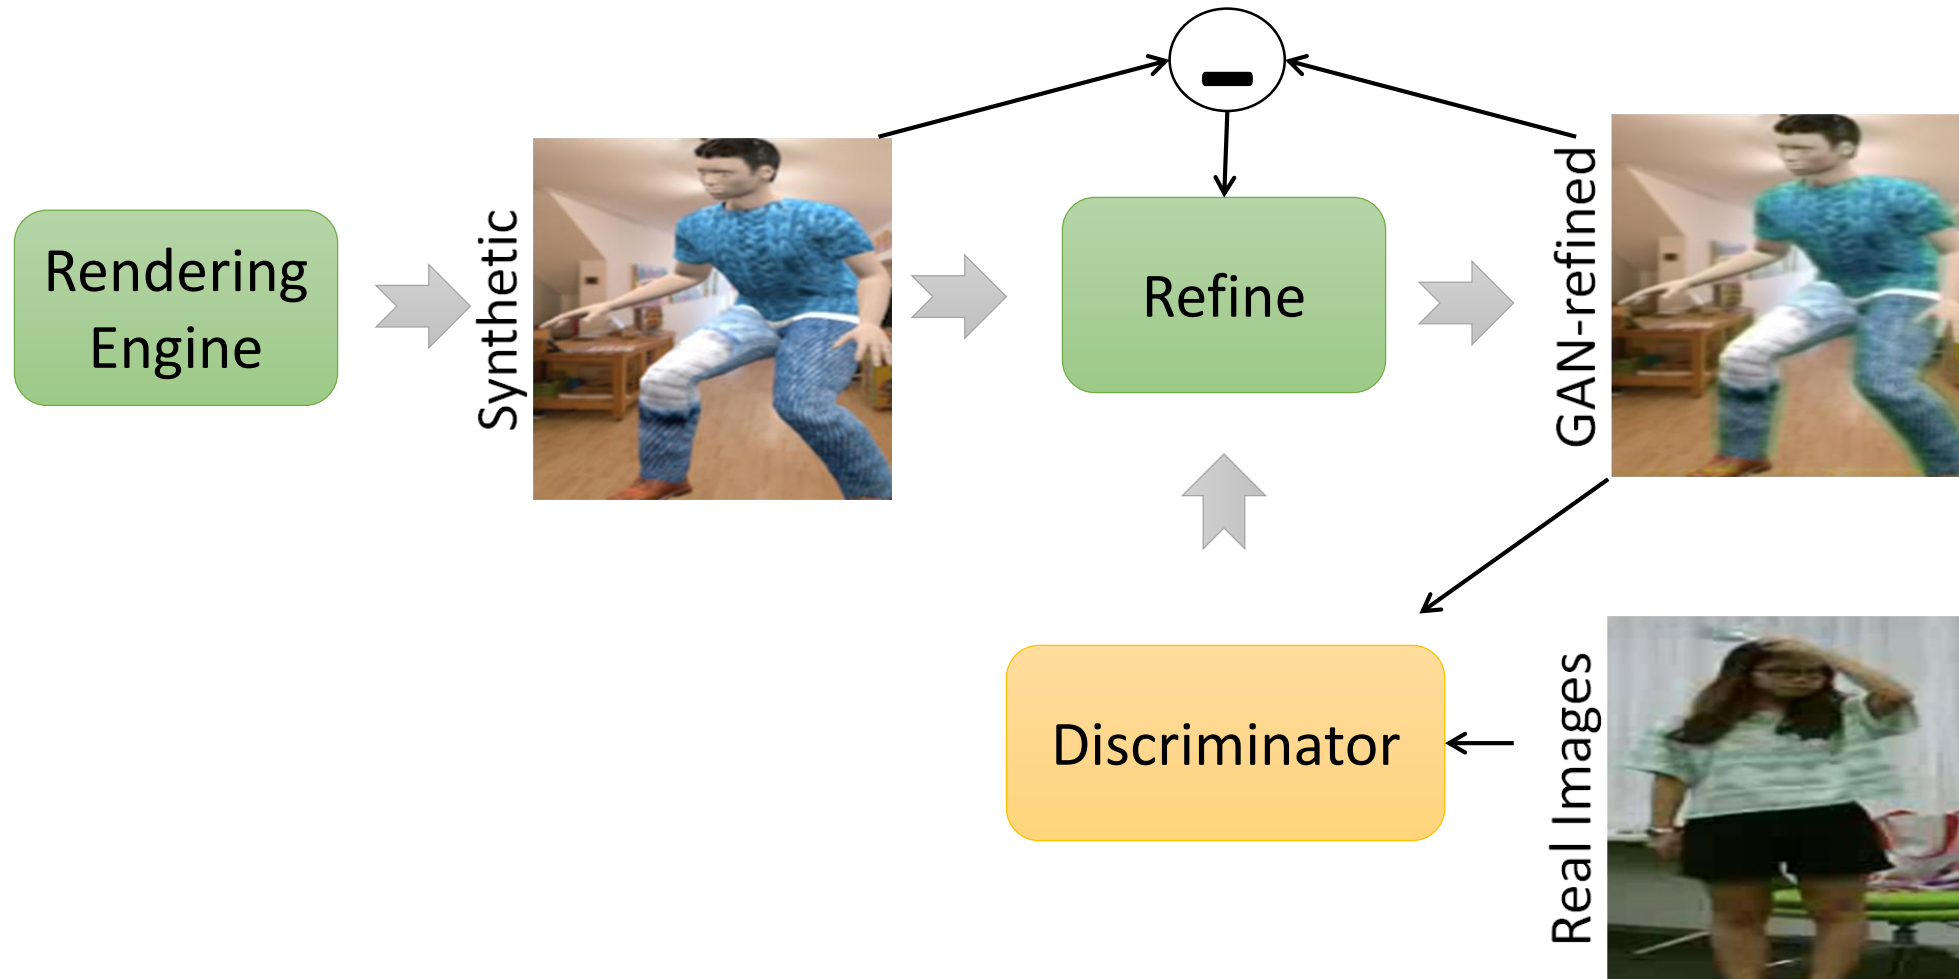 Rendering
Engine
Synthetic
Refine
GAN-refined
Discriminator
Real Images